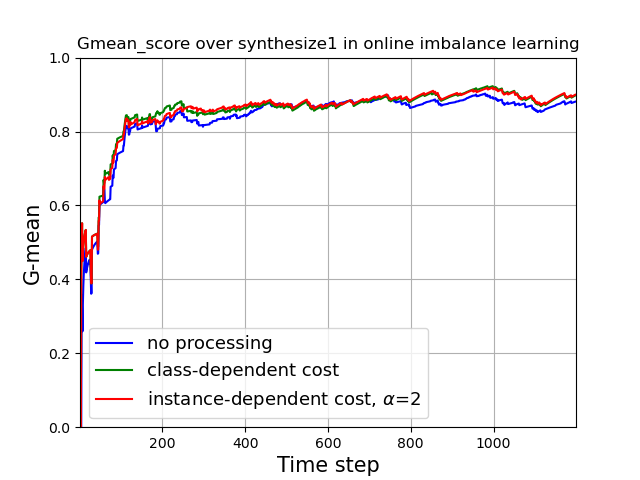 Gmean_score over synthesize1 in online imbalance learning
1.0
0.8
0.6
0.4
0.2
0.0
G-mean
no processing
class-dependent cost
instance-dependent cost, α=2
200
400
600
800
1000
Time step